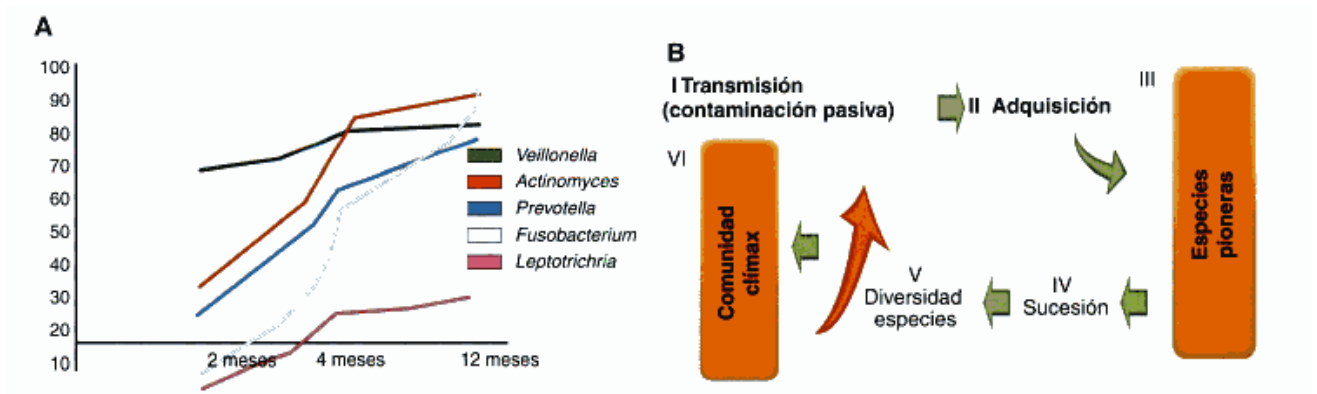 A
100
90
80
70
60
50
40
30
20
10
2 meses 4 meses 12 meses
Veillonella
Actinomyces
Prevotella
Fusobacterium
Leptotrichria
B
I Transmisión
(contaminación pasiva)
II Adquisición
III
Especies
pioneras
IV
Sucesión
V
Diversidad
especies
VI
Comunidad
clímax